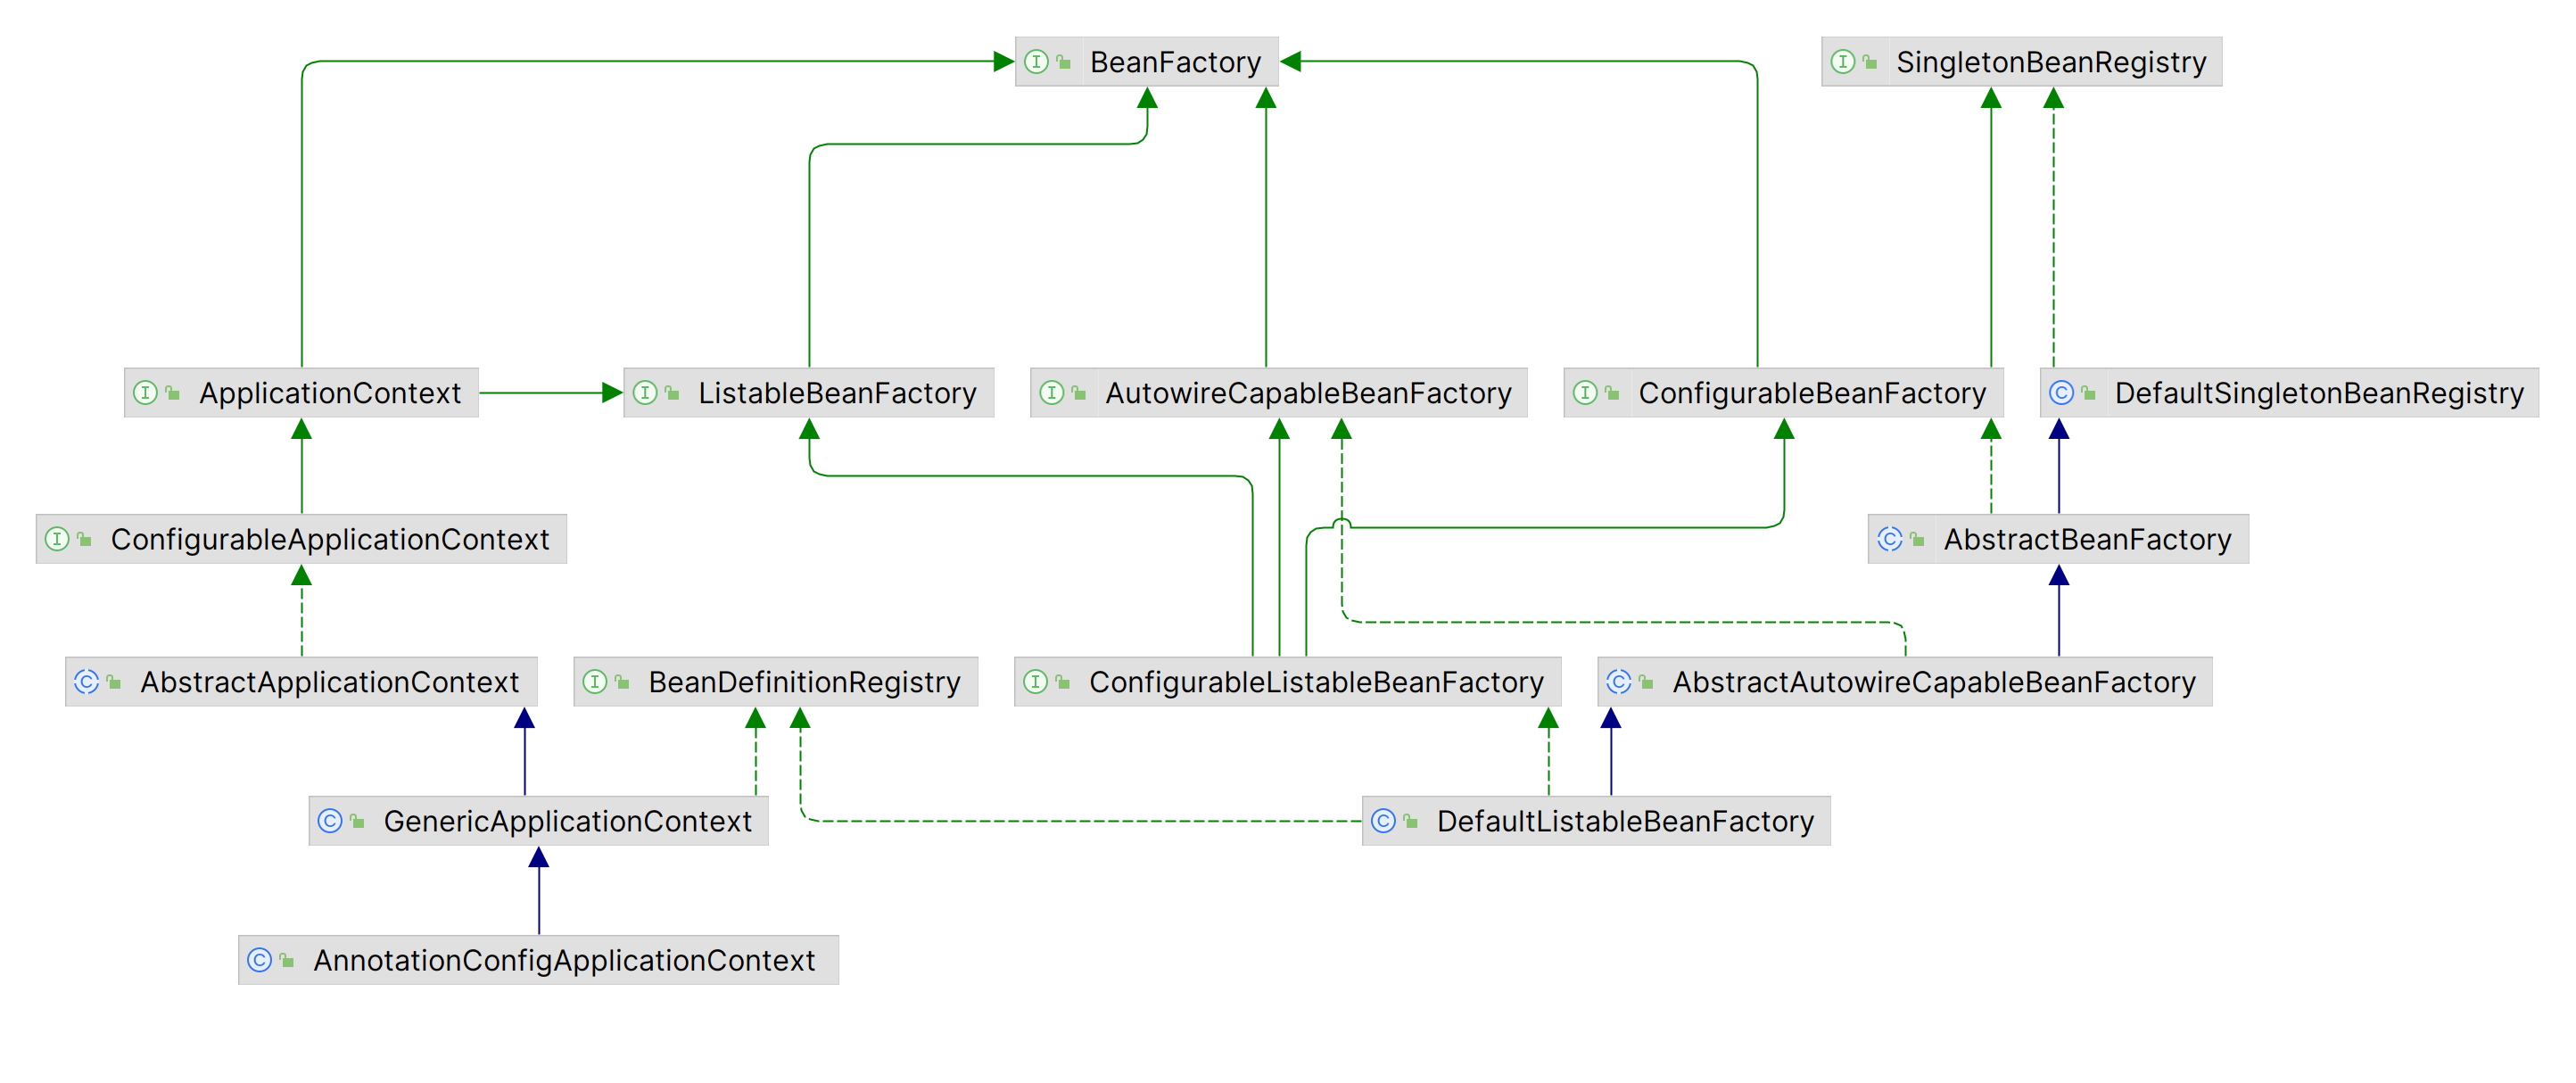 BeanFactory
SingletonBeanRegistry
ApplicationContext
ListableBeanFactory
AutowireCapableBeanFactory
ConfigurableBeanFactory
DefaultSingletonBeanRegistry
ConfigurableApplicationContext
AbstractBeanFactory
AbstractApplicationContext
BeanDefinitionRegistry
ConfigurableListableBeanFactory
AbstractAutowireCapableBeanFactory
GenericApplicationContext
DefaultListableBeanFactory
AnnotationConfigApplicationContext